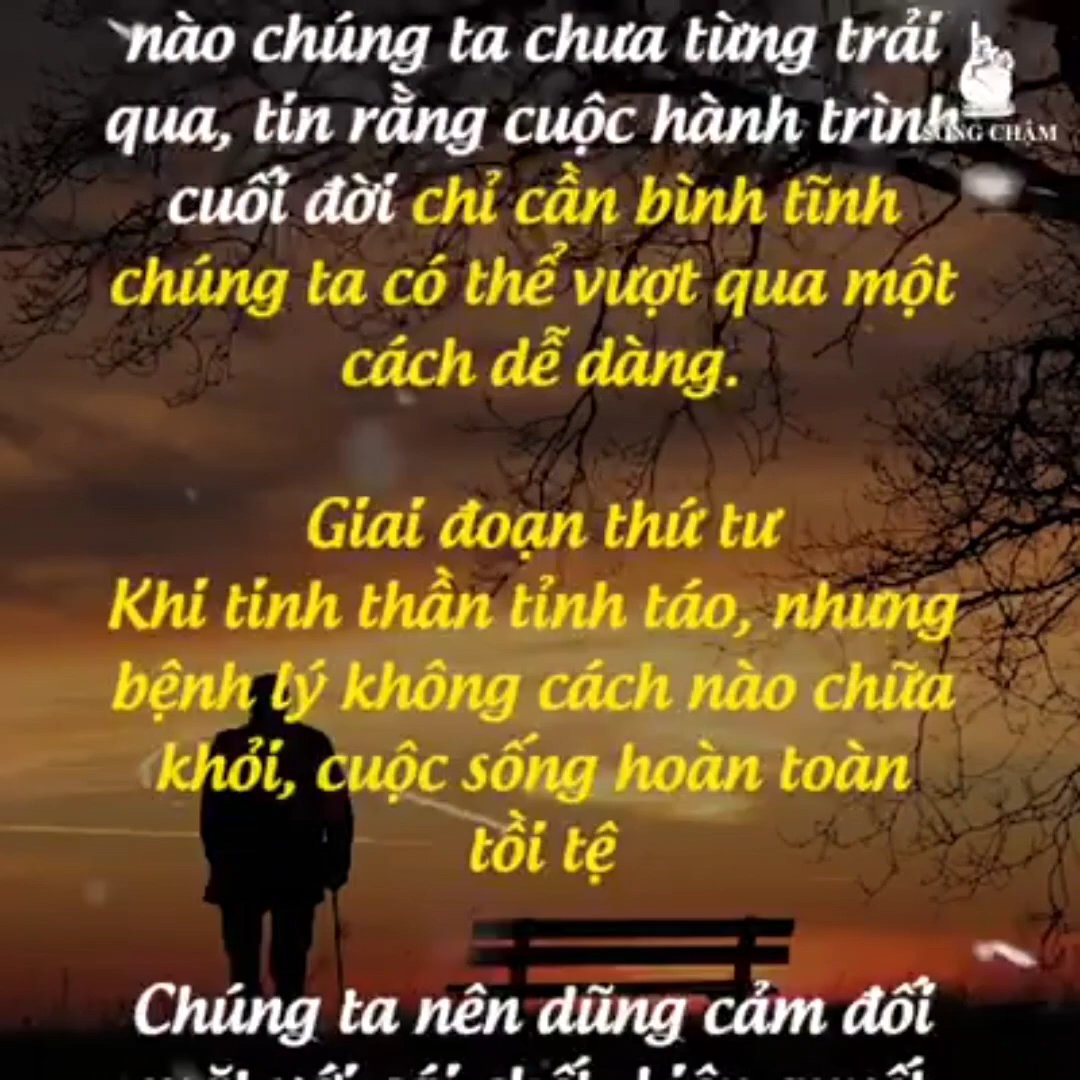 nào chúng ta chưa từng trải
qua, tin rằng cuộc hành trình
SỐNG CHẬM
cuối đời chỉ cần bình tĩnh
chúng ta có thể vượt qua một
cách dễ dàng.
Giai đoạn thứ tư
Khi tinh thần tỉnh táo, nhưng
bệnh lý không cách nào chữa
khỏi, cuộc sống hoàn toàn
tồi tệ
Chúng ta nên dũng cảm đối